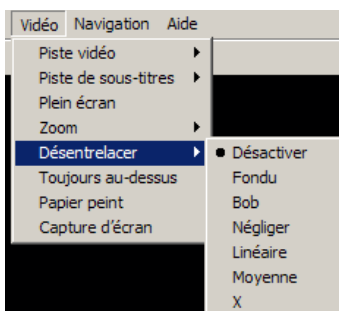 Vidéo Navigation Aide
Piste vidéo
Piste de sous-titres
Plein écran
Zoom
Désentrelacer
Toujours au-dessus
Papier peint
Capture d'écran
Désactiver
Fondu
Bob
Négliger
Linéaire
Moyenne
X